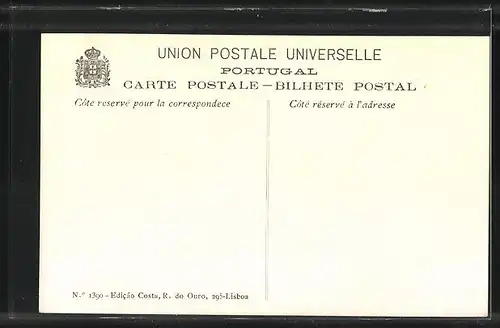 UNION POSTALE UNIVERSELLE
PORTUGAL
CARTE POSTALE — BILHETE POSTAL
Côte reservé pour la correspondece
Côté réservé à l'adresse
N.º 1390 - Edição Costa, R. do Ouro, 295-Lisboa